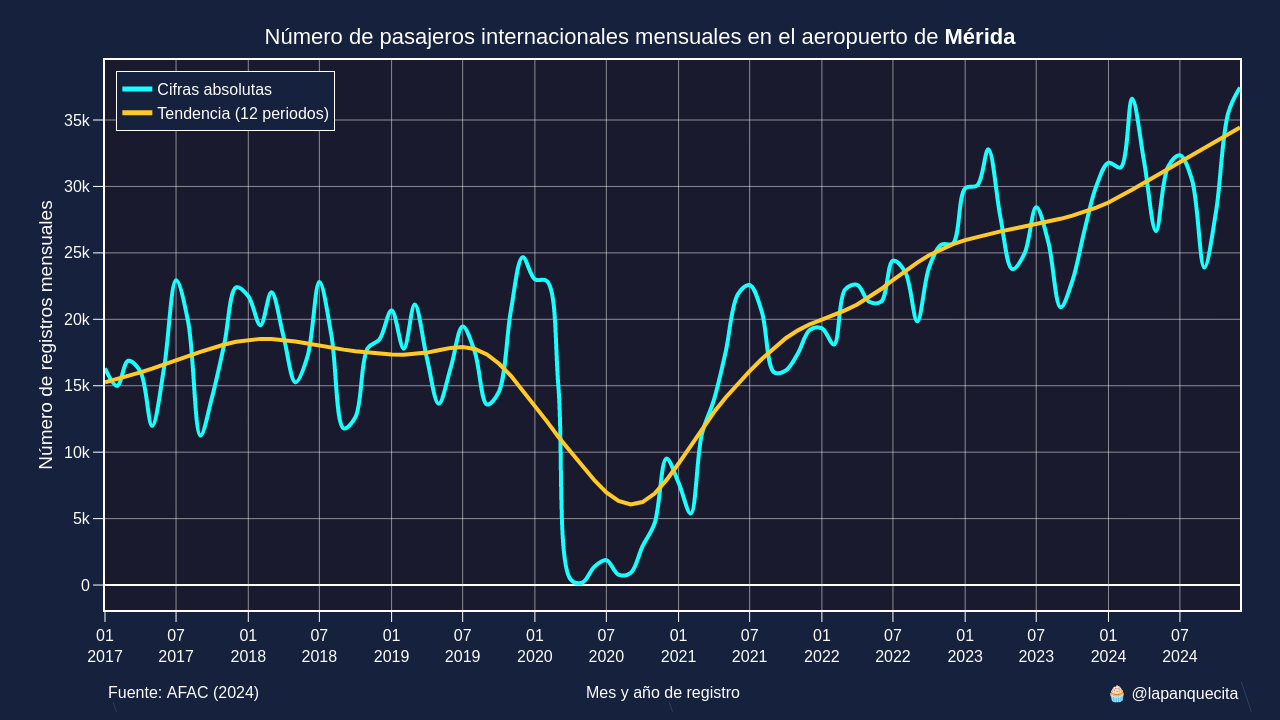 Número de pasajeros internacionales mensuales en el aeropuerto de Mérida
Cifras absolutas
Tendencia (12 periodos)
Número de registros mensuales
35k
30k
25k
20k
15k
10k
5k
0
01 07 01 07 01 07 01 07 01 07 01 07 01 07 01 07
2017 2017 2018 2018 2019 2019 2020 2020 2021 2021 2022 2022 2023 2023 2024 2024
Fuente: AFAC (2024) Mes y año de registro 🧁 @lapanquecita